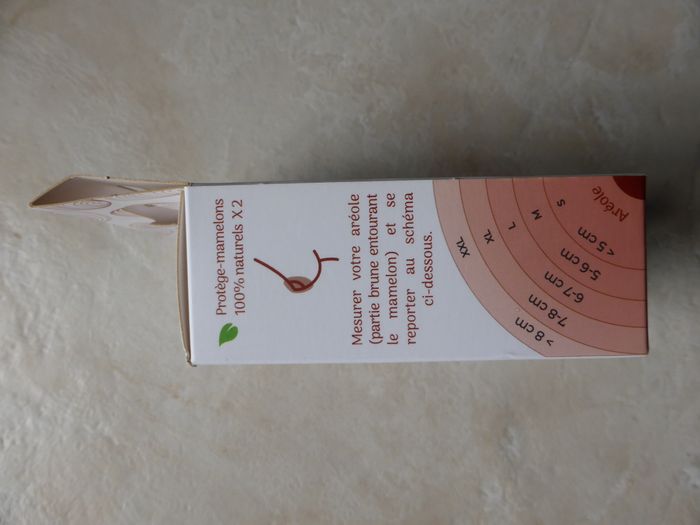 Protège-mamelons
100% naturels X 2
Mesurer votre aréole
(partie brune entourant
le mamelon) et se
reporter au schéma
ci-dessous.
XXL
XL
L
M
S
Aréole
< 5 cm
5-6 cm
6-7 cm
7-8 cm
> 8 cm